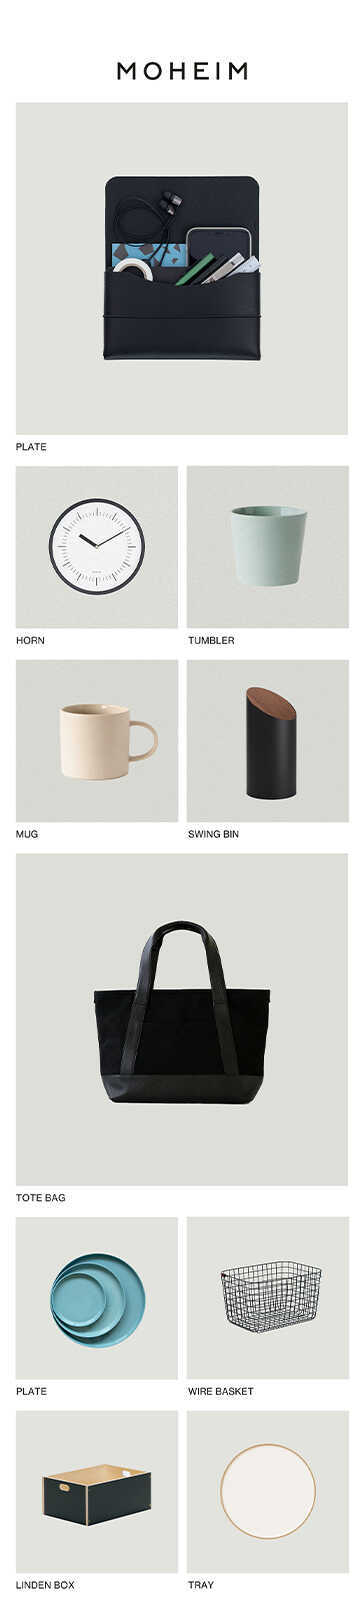 MOHEIM
PLATE
HORN
TUMBLER
MUG
SWING BIN
TOTE BAG
PLATE
WIRE BASKET
LINDEN BOX
TRAY